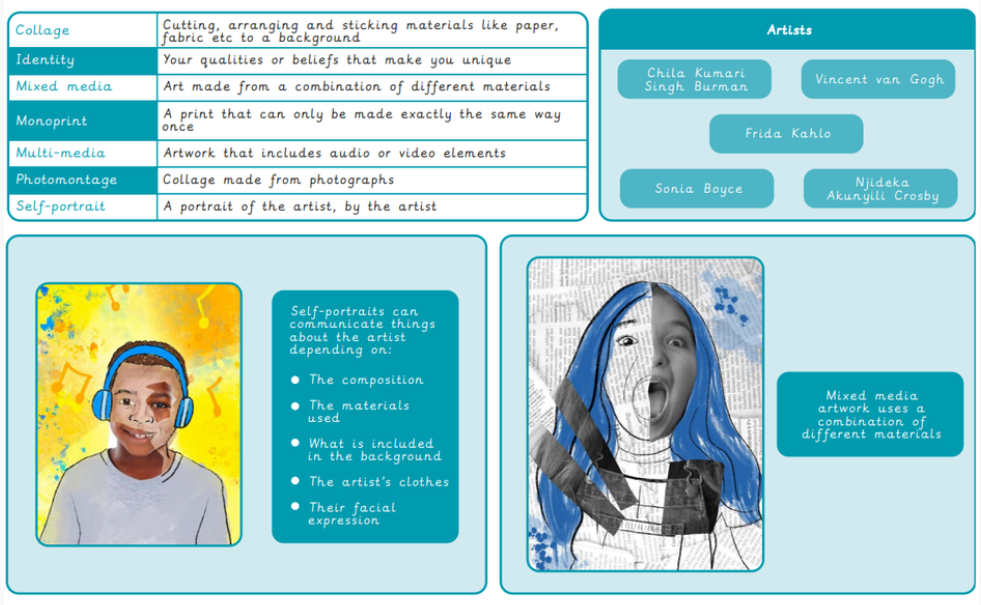 Collage
Cutting, arranging and sticking materials like paper,
fabric etc to a background
Identity
Your qualities or beliefs that make you unique
Mixed media
Art made from a combination of different materials
Monoprint
A print that can only be made exactly the same way
once
Multi-media
Artwork that includes audio or video elements
Photomontage
Collage made from photographs
Self-portrait
A portrait of the artist, by the artist
Artists
Chila Kumari
Singh Burman
Vincent van Gogh
Frida Kahlo
Sonia Boyce
Njideka
Akunyili Crosby
Self-portraits can
communicate things
about the artist
depending on:
The composition
The materials
used
What is included
in the background
The artist's clothes
Their facial
expression
Mixed media
artwork uses a
combination of
different materials